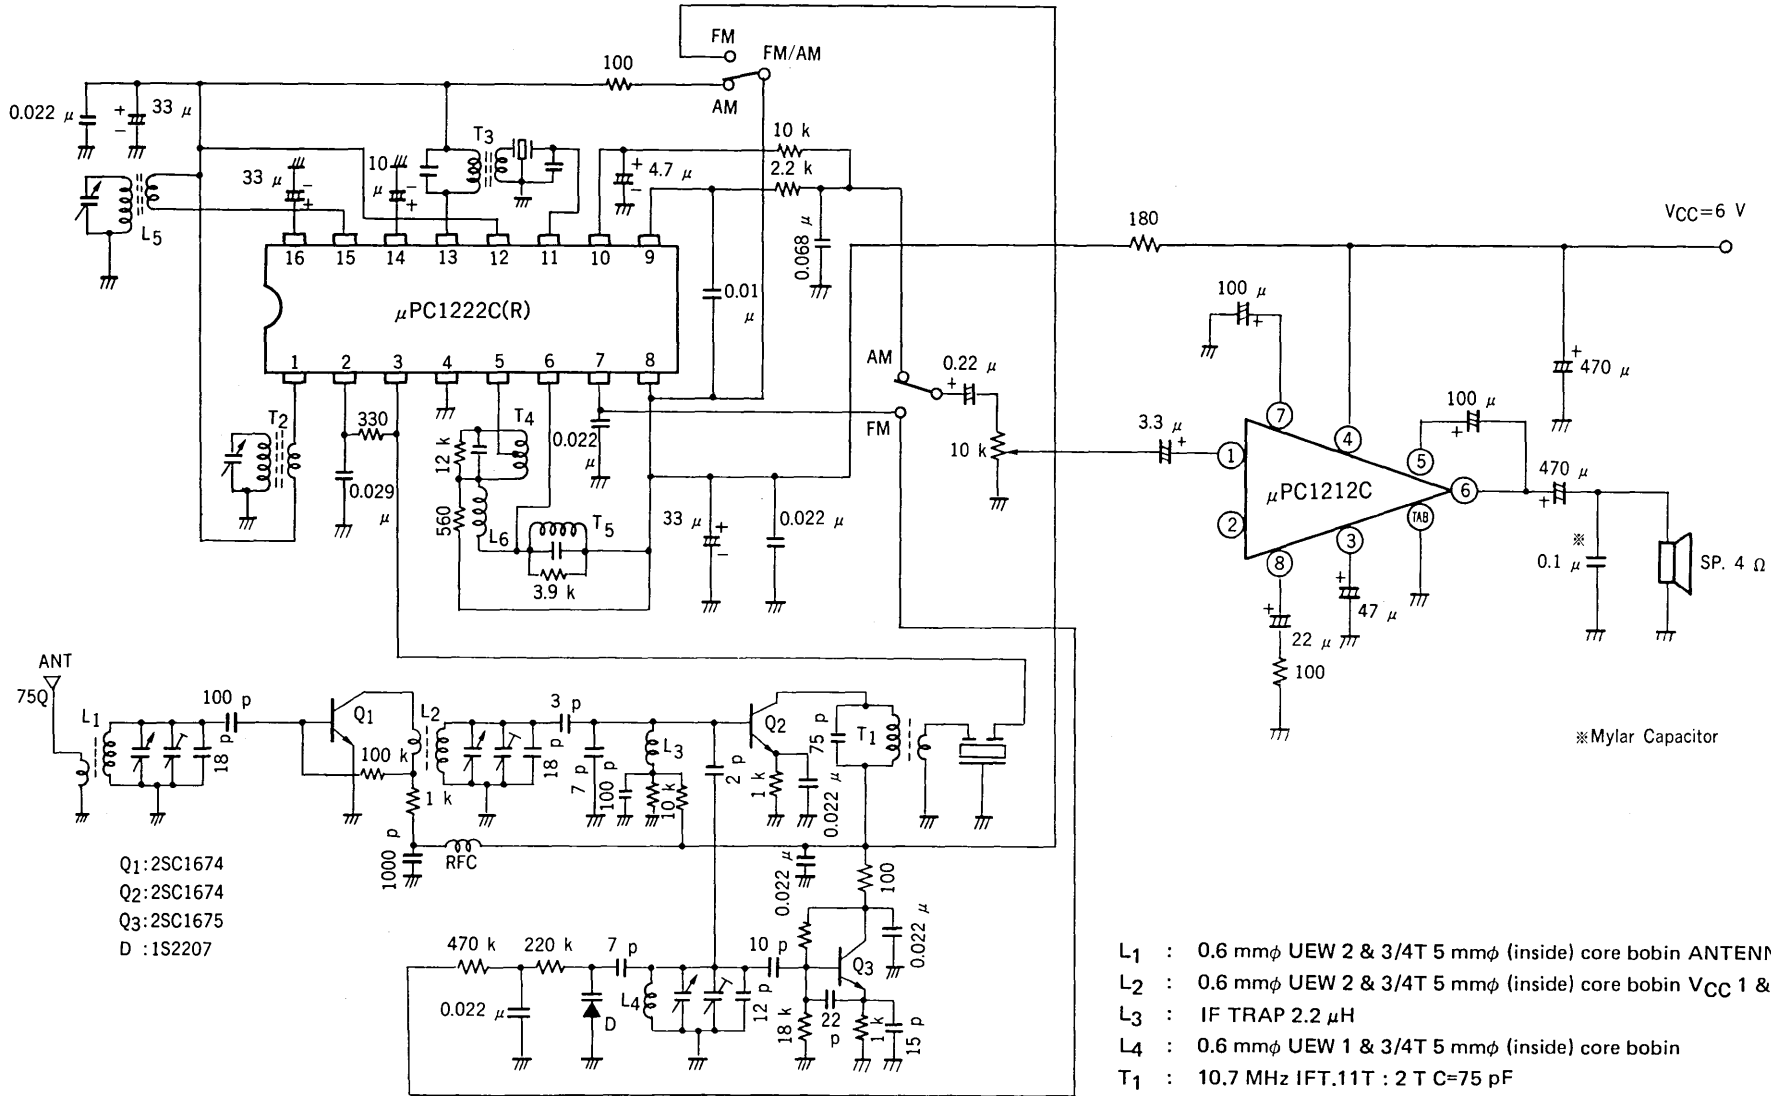 FM
FM/AM
100
AM
0.022 μ
+
33 μ
−
T3
10 k
33 μ
−
+
10 μ
−
+
+
4.7 μ
−
2.2 k
0.068 μ
180
VCC=6 V
L5
16 15 14 13 12 11 10 9
μPC1222C(R)
1 2 3 4 5 6 7 8
0.01 μ
100 μ
+
+
470 μ
AM
0.22 μ
+
FM
10 k
T2
330
0.029 μ
12 k
T4
0.022 μ
560
L6
T5
3.9 k
33 μ
+
−
0.022 μ
3.3 μ
+
7
4
1
5
100 μ
+
μPC1212C
6
470 μ
+
2
TAB
3
8
※
0.1 μ
SP. 4 Ω
+
22 μ
+
47 μ
100
※Mylar Capacitor
ANT
75Q
L1
100 p
18 p
Q1
100 k
L2
1 k
18 p
3 p
7 p
L3
100 p
10 k
2 p
Q2
1 k
0.022 μ
75 p
T1
1000 p
RFC
0.022 μ
100
Q1:2SC1674
Q2:2SC1674
Q3:2SC1675
D :1S2207
470 k
220 k
7 p
10 p
Q3
0.022 μ
0.022 μ
D
L4
12 p
18 k
22 p
1 k
15 p
L1 : 0.6 mmφ UEW 2 & 3/4T 5 mmφ (inside) core bobin ANTENN
L2 : 0.6 mmφ UEW 2 & 3/4T 5 mmφ (inside) core bobin VCC 1 &
L3 : IF TRAP 2.2 μH
L4 : 0.6 mmφ UEW 1 & 3/4T 5 mmφ (inside) core bobin
T1 : 10.7 MHz IFT.11T : 2 T C=75 pF